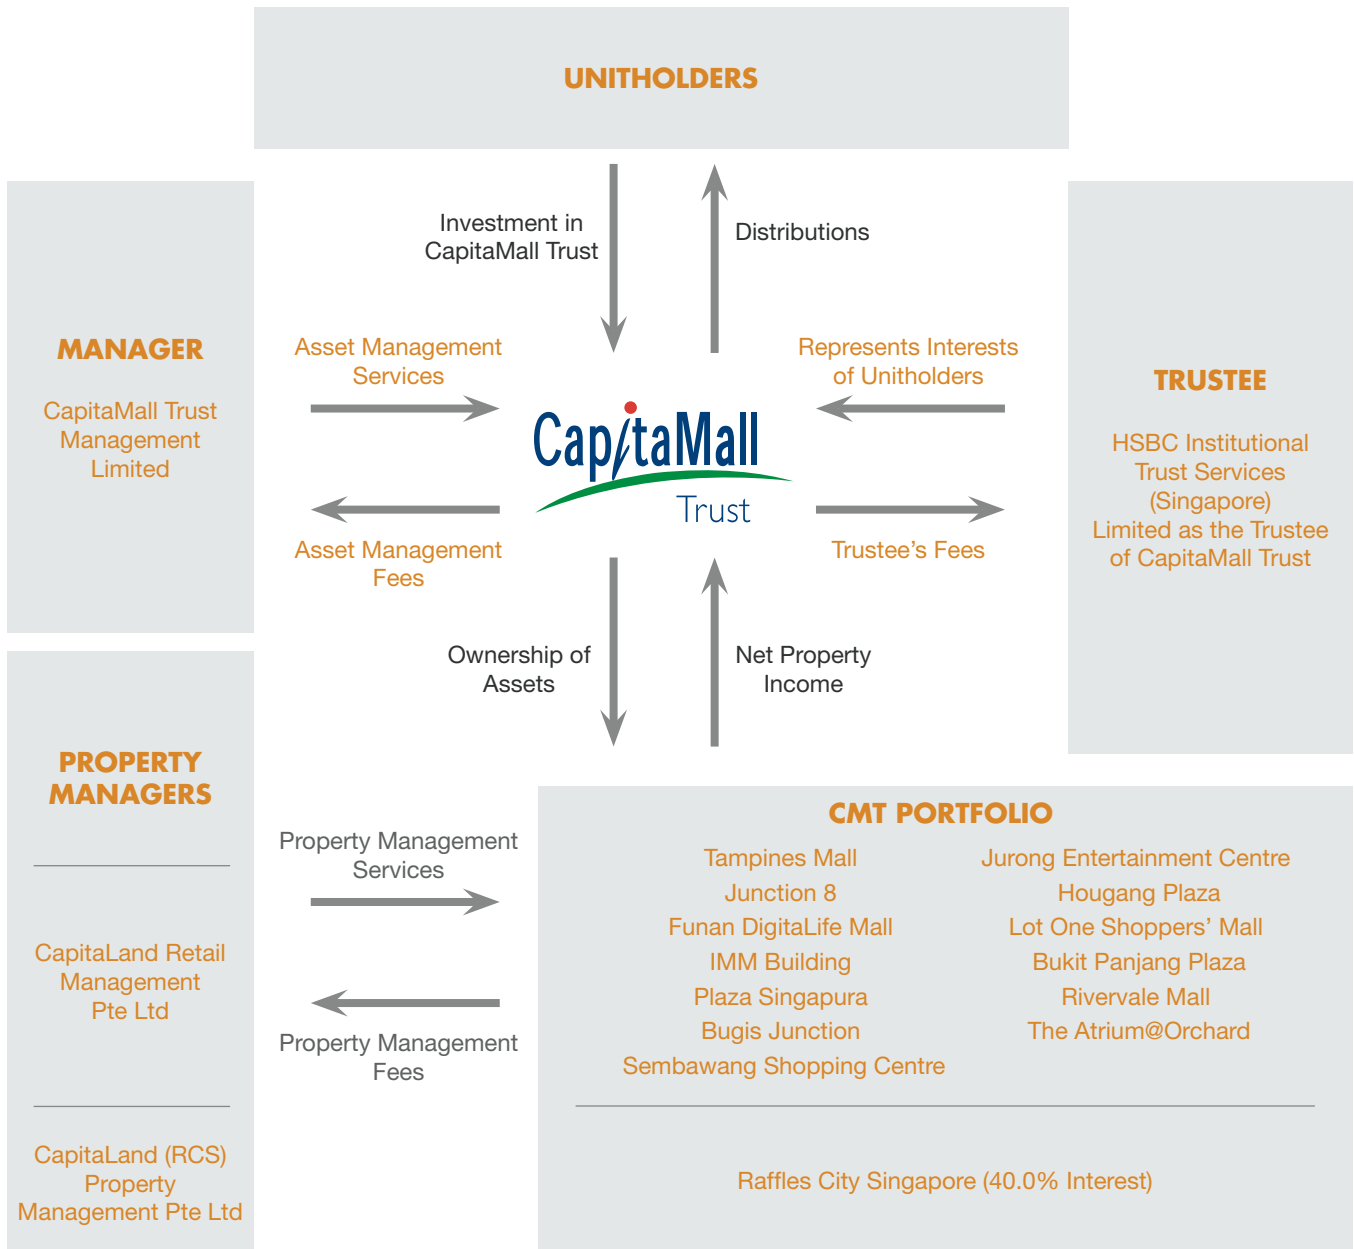 UNITHOLDERS
Investment in
CapitaMall Trust
Distributions
MANAGER
CapitaMall Trust
Management
Limited
Asset Management
Services
Asset Management
Fees
CapitaMall
Trust
Represents Interests
of Unitholders
Trustee’s Fees
TRUSTEE
HSBC Institutional
Trust Services
(Singapore)
Limited as the Trustee
of CapitaMall Trust
Ownership of
Assets
Net Property
Income
PROPERTY
MANAGERS
CapitaLand Retail
Management
Pte Ltd
CapitaLand (RCS)
Property
Management Pte Ltd
Property Management
Services
Property Management
Fees
CMT PORTFOLIO
Tampines Mall
Junction 8
Funan DigitaLife Mall
IMM Building
Plaza Singapura
Bugis Junction
Sembawang Shopping Centre
Jurong Entertainment Centre
Hougang Plaza
Lot One Shoppers’ Mall
Bukit Panjang Plaza
Rivervale Mall
The Atrium@Orchard
Raffles City Singapore (40.0% Interest)